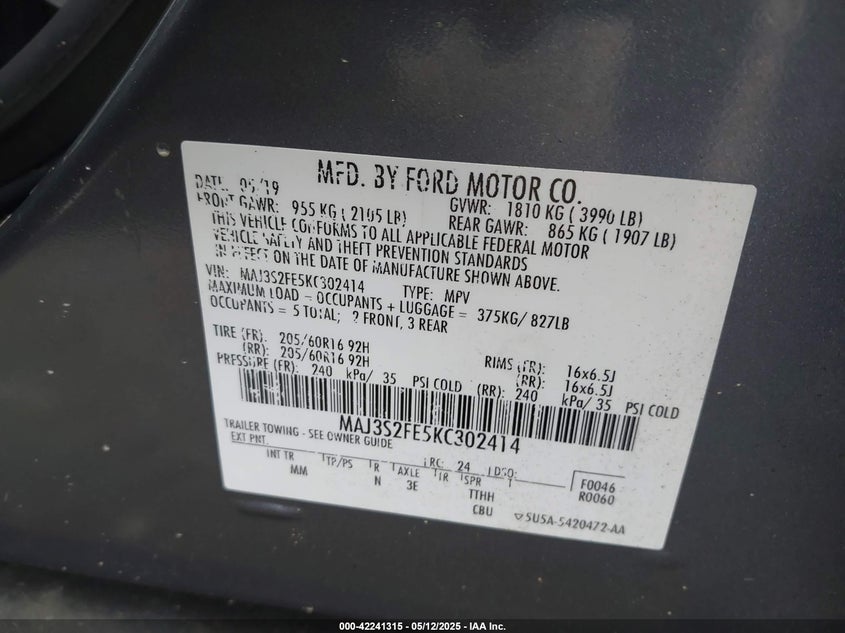 MFD. BY FORD MOTOR CO.
DATE 05/19 GVWR: 1810 KG ( 3990 LB)
FRONT GAWR: 955 KG ( 2105 LB) REAR GAWR: 865 KG ( 1907 LB)
THIS VEHICLE CONFORMS TO ALL APPLICABLE FEDERAL MOTOR
VEHICLE SAFETY AND THEFT PREVENTION STANDARDS
IN EFFECT ON THE DATE OF MANUFACTURE SHOWN ABOVE.
VIN: MAJ3S2FE5KC302414 TYPE: MPV
MAXIMUM LOAD = OCCUPANTS + LUGGAGE = 375KG/ 827LB
OCCUPANTS = 5 TOTAL; 2 FRONT, 3 REAR
TIRE (FR): 205/60R16 92H RIMS (FR): 16x6.5J
(RR): 205/60R16 92H (RR): 16x6.5J
PRESSURE (FR): 240 kPa/ 35 PSI COLD (RR): 240 kPa/ 35 PSI COLD
MAJ3S2FE5KC302414
TRAILER TOWING - SEE OWNER GUIDE
EXT PNT: RC: 24 DSO: F0046
INT TR TP/PS R AXLE TR SPR T R0060
MM N 3E TTHH
CBU 5U5A-5420472-AA
000-42241315 - 05/12/2025 - IAA Inc.